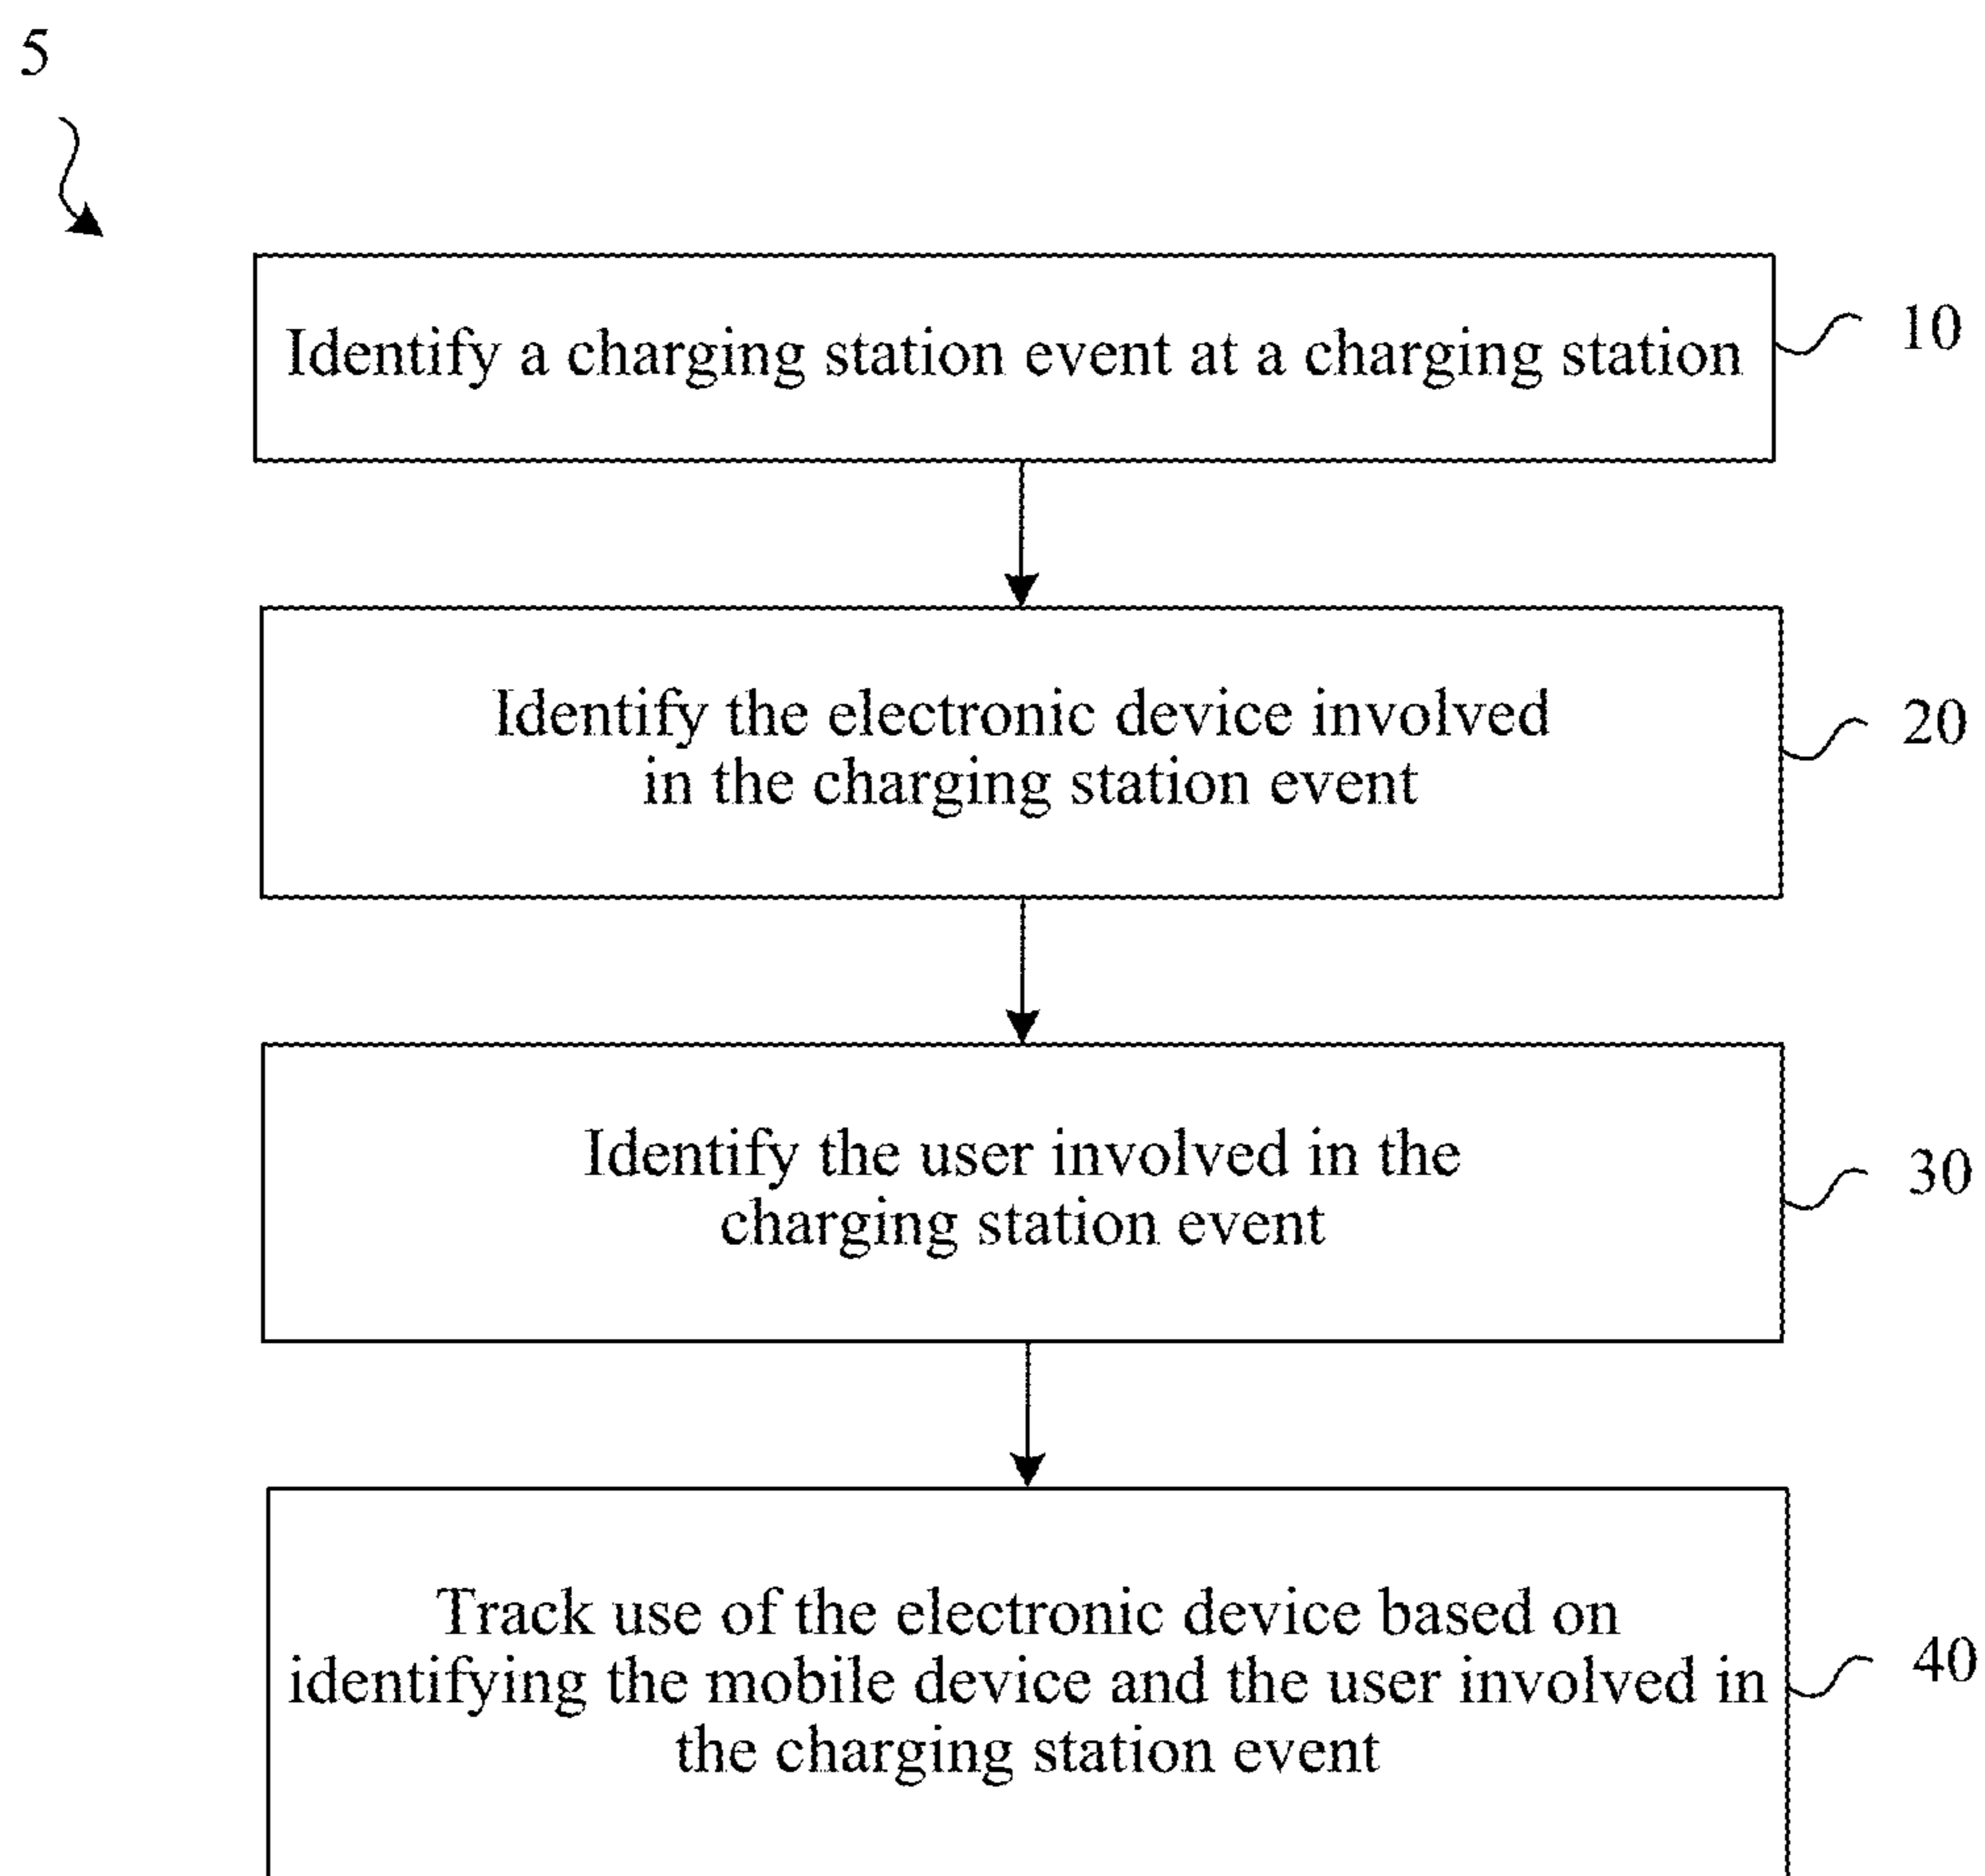 5
Identify a charging station event at a charging station
10
Identify the electronic device involved
in the charging station event
20
Identify the user involved in the
charging station event
30
Track use of the electronic device based on
identifying the mobile device and the user involved in
the charging station event
40